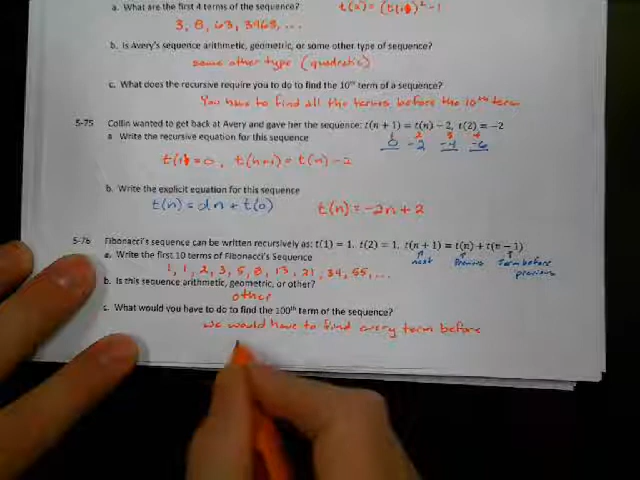 a. What are the first 4 terms of the sequence? t(2) = (t(1))² - 1
3, 8, 63, 3968, ...
b. Is Avery's sequence arithmetic, geometric, or some other type of sequence?
some other type (quadratic)
c. What does the recursive require you to do to find the 10th term of a sequence?
You have to find all the terms before the 10th term
5-75 Collin wanted to get back at Avery and gave her the sequence: t(n + 1) = t(n) - 2, t(2) = -2
a Write the recursive equation for this sequence
1 2 3 4
0 -2 -4 -6
t(1) = 0, t(n+1) = t(n) - 2
b. Write the explicit equation for this sequence
t(n) = dn + t(0) t(n) = -2n + 2
5-76 Fibonacci's sequence can be written recursively as: t(1) = 1, t(2) = 1, t(n + 1) = t(n) + t(n - 1)
a. Write the first 10 terms of Fibonacci's Sequence
next Previous term before previous
1, 1, 2, 3, 5, 8, 13, 21, 34, 55, ...
b. Is this sequence arithmetic, geometric, or other?
other
c. What would you have to do to find the 100th term of the sequence?
we would have to find every term before